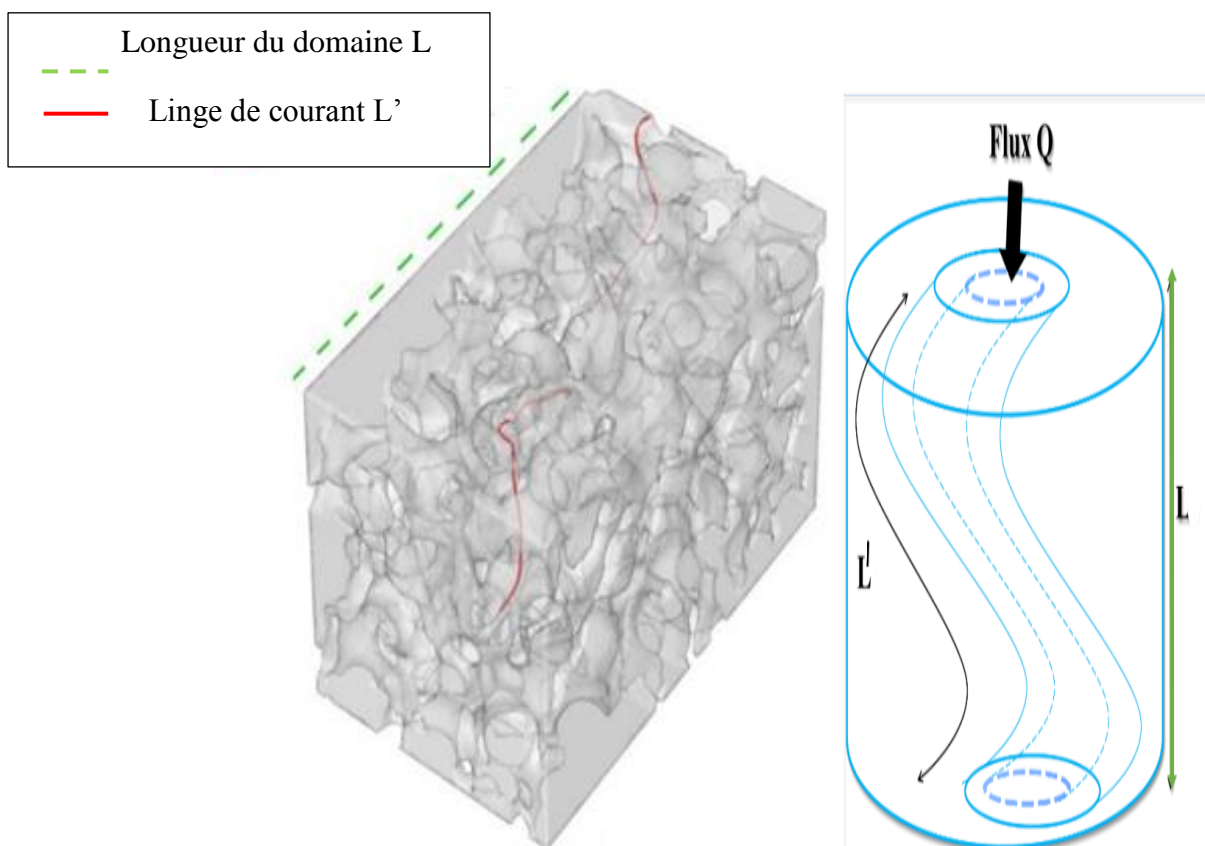 Longueur du domaine L
Linge de courant L’
Flux Q
L
L'